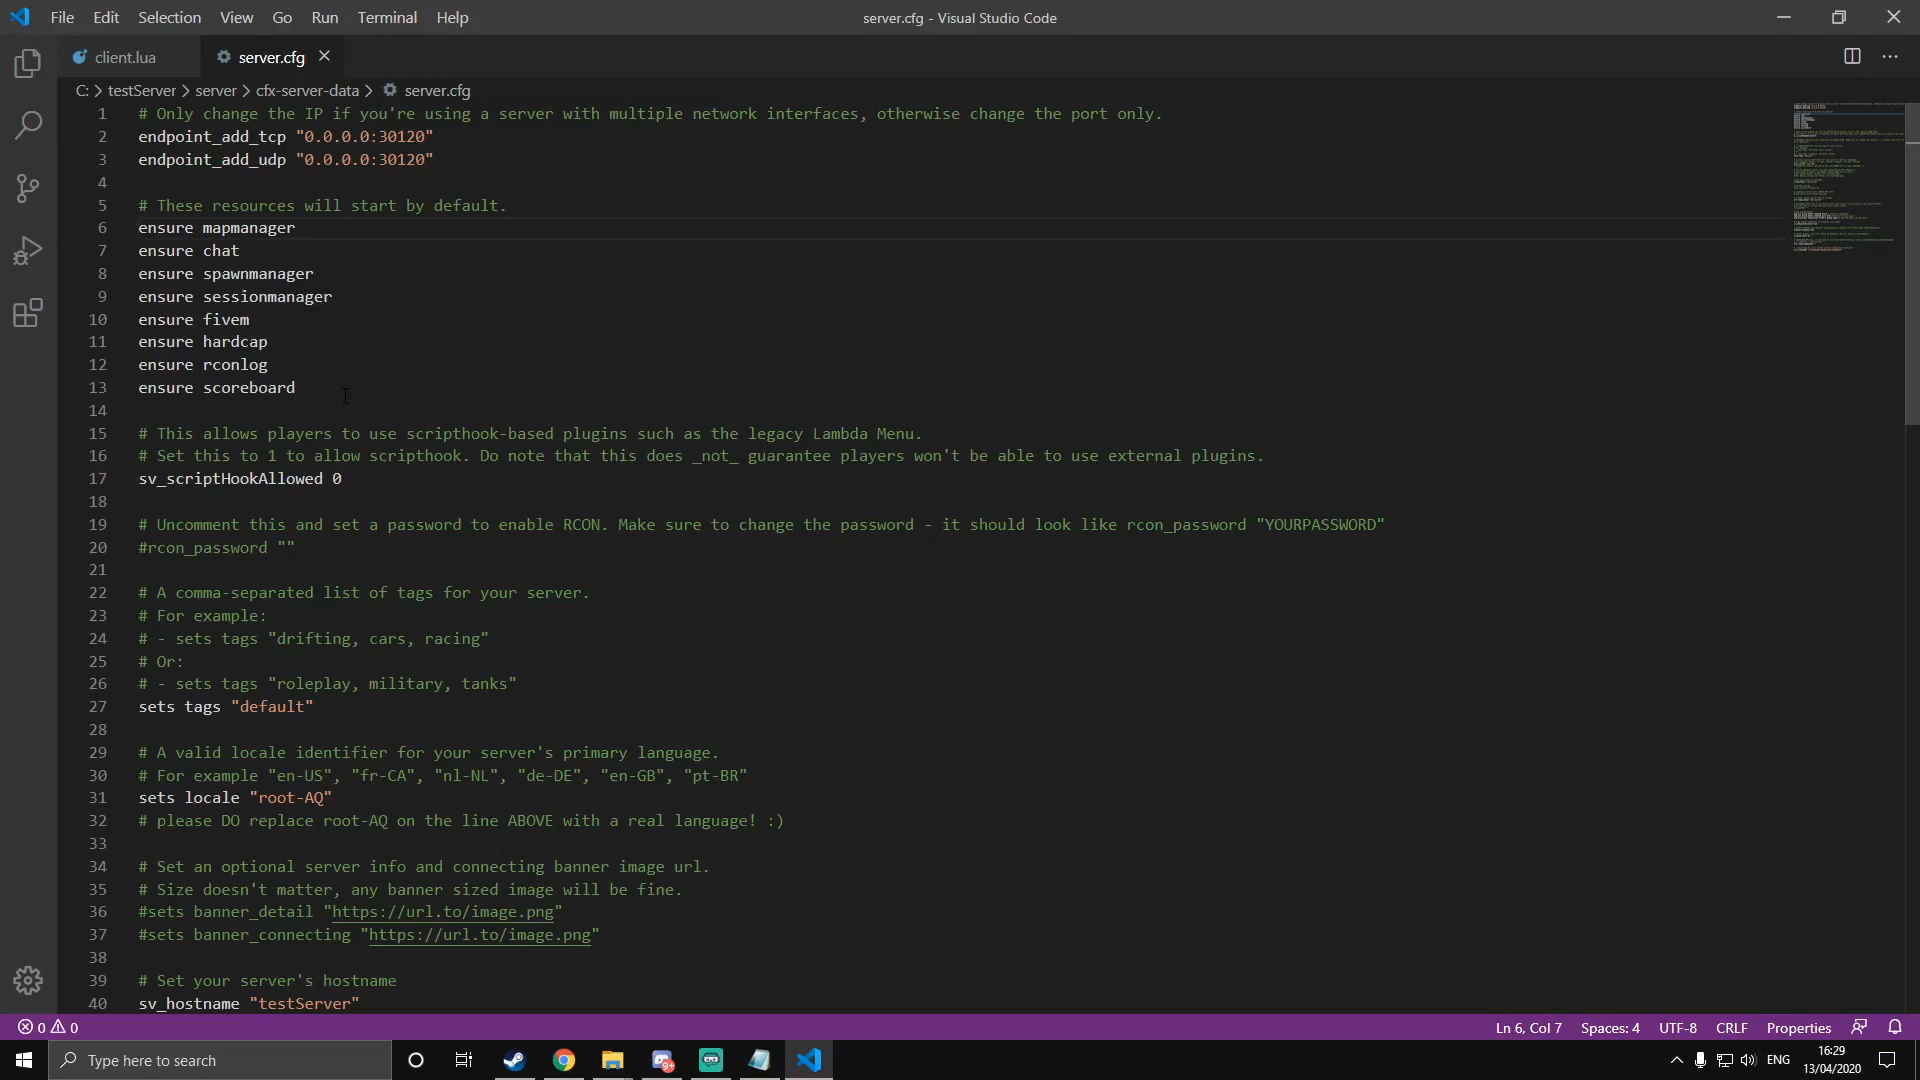 File Edit Selection View Go Run Terminal Help
server.cfg - Visual Studio Code
client.lua
server.cfg
C: > testServer > server > cfx-server-data > server.cfg
1 # Only change the IP if you're using a server with multiple network interfaces, otherwise change the port only.
2 endpoint_add_tcp "0.0.0.0:30120"
3 endpoint_add_udp "0.0.0.0:30120"
4
5 # These resources will start by default.
6 ensure mapmanager
7 ensure chat
8 ensure spawnmanager
9 ensure sessionmanager
10 ensure fivem
11 ensure hardcap
12 ensure rconlog
13 ensure scoreboard
14
15 # This allows players to use scripthook-based plugins such as the legacy Lambda Menu.
16 # Set this to 1 to allow scripthook. Do note that this does _not_ guarantee players won't be able to use external plugins.
17 sv_scriptHookAllowed 0
18
19 # Uncomment this and set a password to enable RCON. Make sure to change the password - it should look like rcon_password "YOURPASSWORD"
20 #rcon_password ""
21
22 # A comma-separated list of tags for your server.
23 # For example:
24 # - sets tags "drifting, cars, racing"
25 # Or:
26 # - sets tags "roleplay, military, tanks"
27 sets tags "default"
28
29 # A valid locale identifier for your server's primary language.
30 # For example "en-US", "fr-CA", "nl-NL", "de-DE", "en-GB", "pt-BR"
31 sets locale "root-AQ"
32 # please DO replace root-AQ on the line ABOVE with a real language! :)
33
34 # Set an optional server info and connecting banner image url.
35 # Size doesn't matter, any banner sized image will be fine.
36 #sets banner_detail "https://url.to/image.png"
37 #sets banner_connecting "https://url.to/image.png"
38
39 # Set your server's hostname
40 sv_hostname "testServer"
0 0
Ln 6, Col 7 Spaces: 4 UTF-8 CRLF Properties
Type here to search
9+
ENG
16:29
13/04/2020